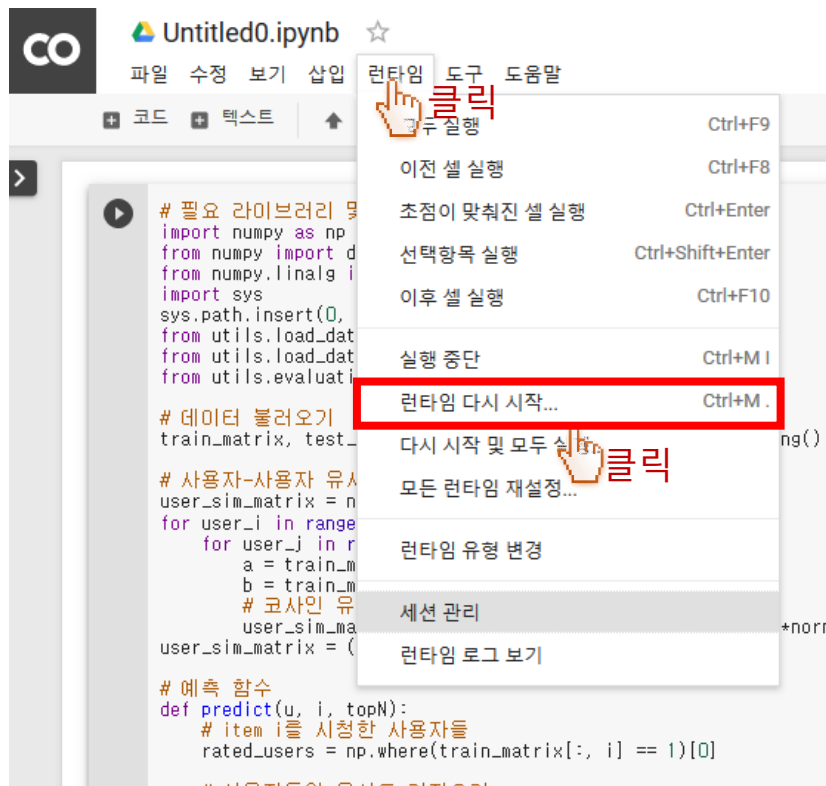 CO
Untitled0.ipynb
파일 수정 보기 삽입 런타임 도구 도움말
코드 텍스트
클릭
실행 Ctrl+F9
이전 셀 실행 Ctrl+F8
초점이 맞춰진 셀 실행 Ctrl+Enter
선택항목 실행 Ctrl+Shift+Enter
이후 셀 실행 Ctrl+F10
실행 중단 Ctrl+M I
런타임 다시 시작... Ctrl+M .
다시 시작 및 모두
클릭
모든 런타임 재설정...
런타임 유형 변경
세션 관리
런타임 로그 보기
# 필요 라이브러리 및
import numpy as np
from numpy import d
from numpy.linalg i
import sys
sys.path.insert(0,
from utils.load_dat
from utils.load_dat
from utils.evaluati
# 데이터 불러오기
train_matrix, test_ ng()
# 사용자-사용자 유사
user_sim_matrix = n
for user_i in range
for user_j in r
a = train_m
b = train_m
# 코사인 유
user_sim_ma *norm
user_sim_matrix = (
# 예측 함수
def predict(u, i, topN):
# item i를 시청한 사용자들
rated_users = np.where(train_matrix[:, i] == 1)[0]